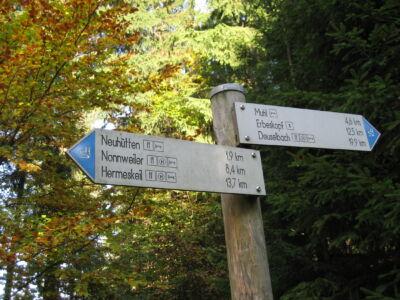 Muhl 4,6 km
Erbeskopf 12,5 km
Deuselbach 19,9 km
Neuhütten 1,9 km
Nonnweiler 8,4 km
Hermeskeil 13,7 km